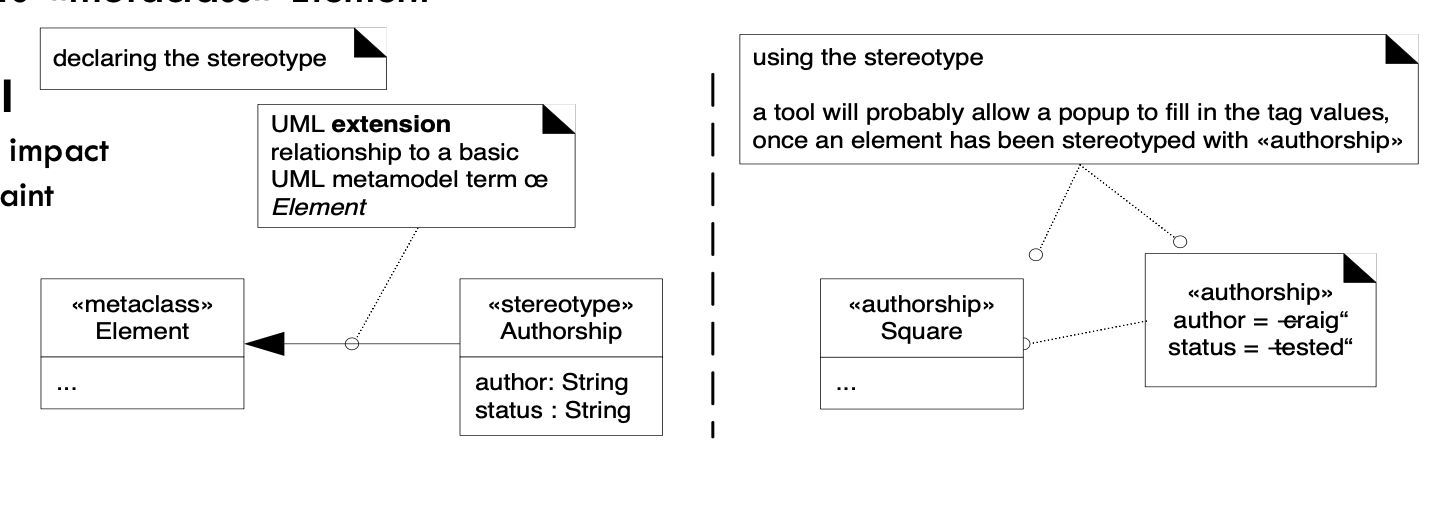 «metaclass» Element
declaring the stereotype
l
impact
aint
UML extension
relationship to a basic
UML metamodel term œ
Element
«metaclass»
Element
...
«stereotype»
Authorship
author: String
status : String
using the stereotype
a tool will probably allow a popup to fill in the tag values,
once an element has been stereotyped with «authorship»
«authorship»
Square
...
«authorship»
author = craig“
status = tested“